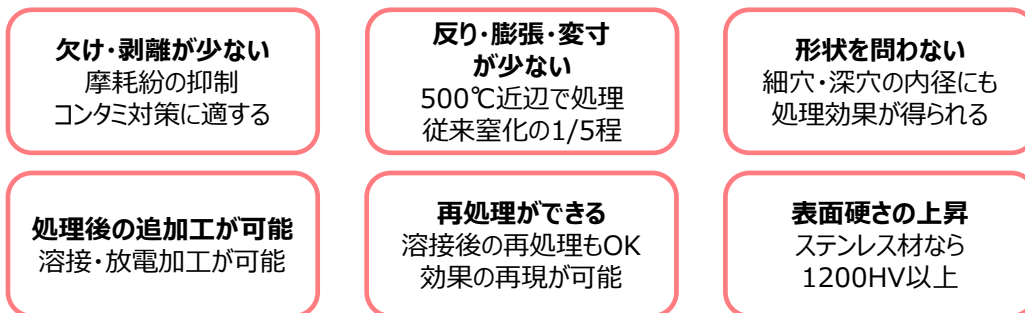 欠け・剥離が少ない
摩耗紛の抑制
コンタミ対策に適する
反り・膨張・変寸
が少ない
500℃近辺で処理
従来窒化の1/5程
形状を問わない
細穴・深穴の内径にも
処理効果が得られる
処理後の追加工が可能
溶接・放電加工が可能
再処理ができる
溶接後の再処理もOK
効果の再現が可能
表面硬さの上昇
ステンレス材なら
1200HV以上